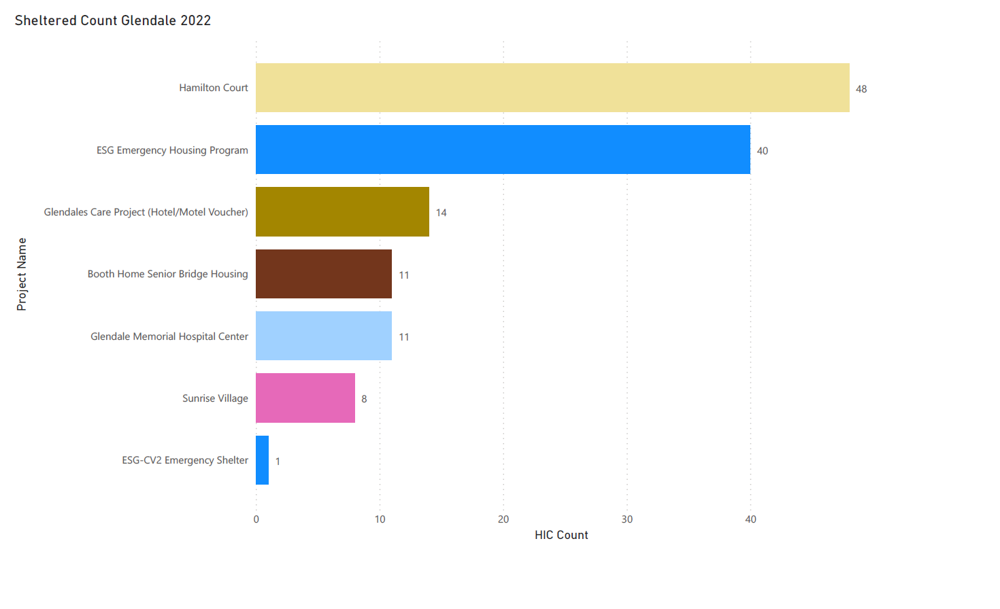 Sheltered Count Glendale 2022
Project Name
Hamilton Court 48
ESG Emergency Housing Program 40
Glendales Care Project (Hotel/Motel Voucher) 14
Booth Home Senior Bridge Housing 11
Glendale Memorial Hospital Center 11
Sunrise Village 8
ESG-CV2 Emergency Shelter 1
0 10 20 30 40
HIC Count